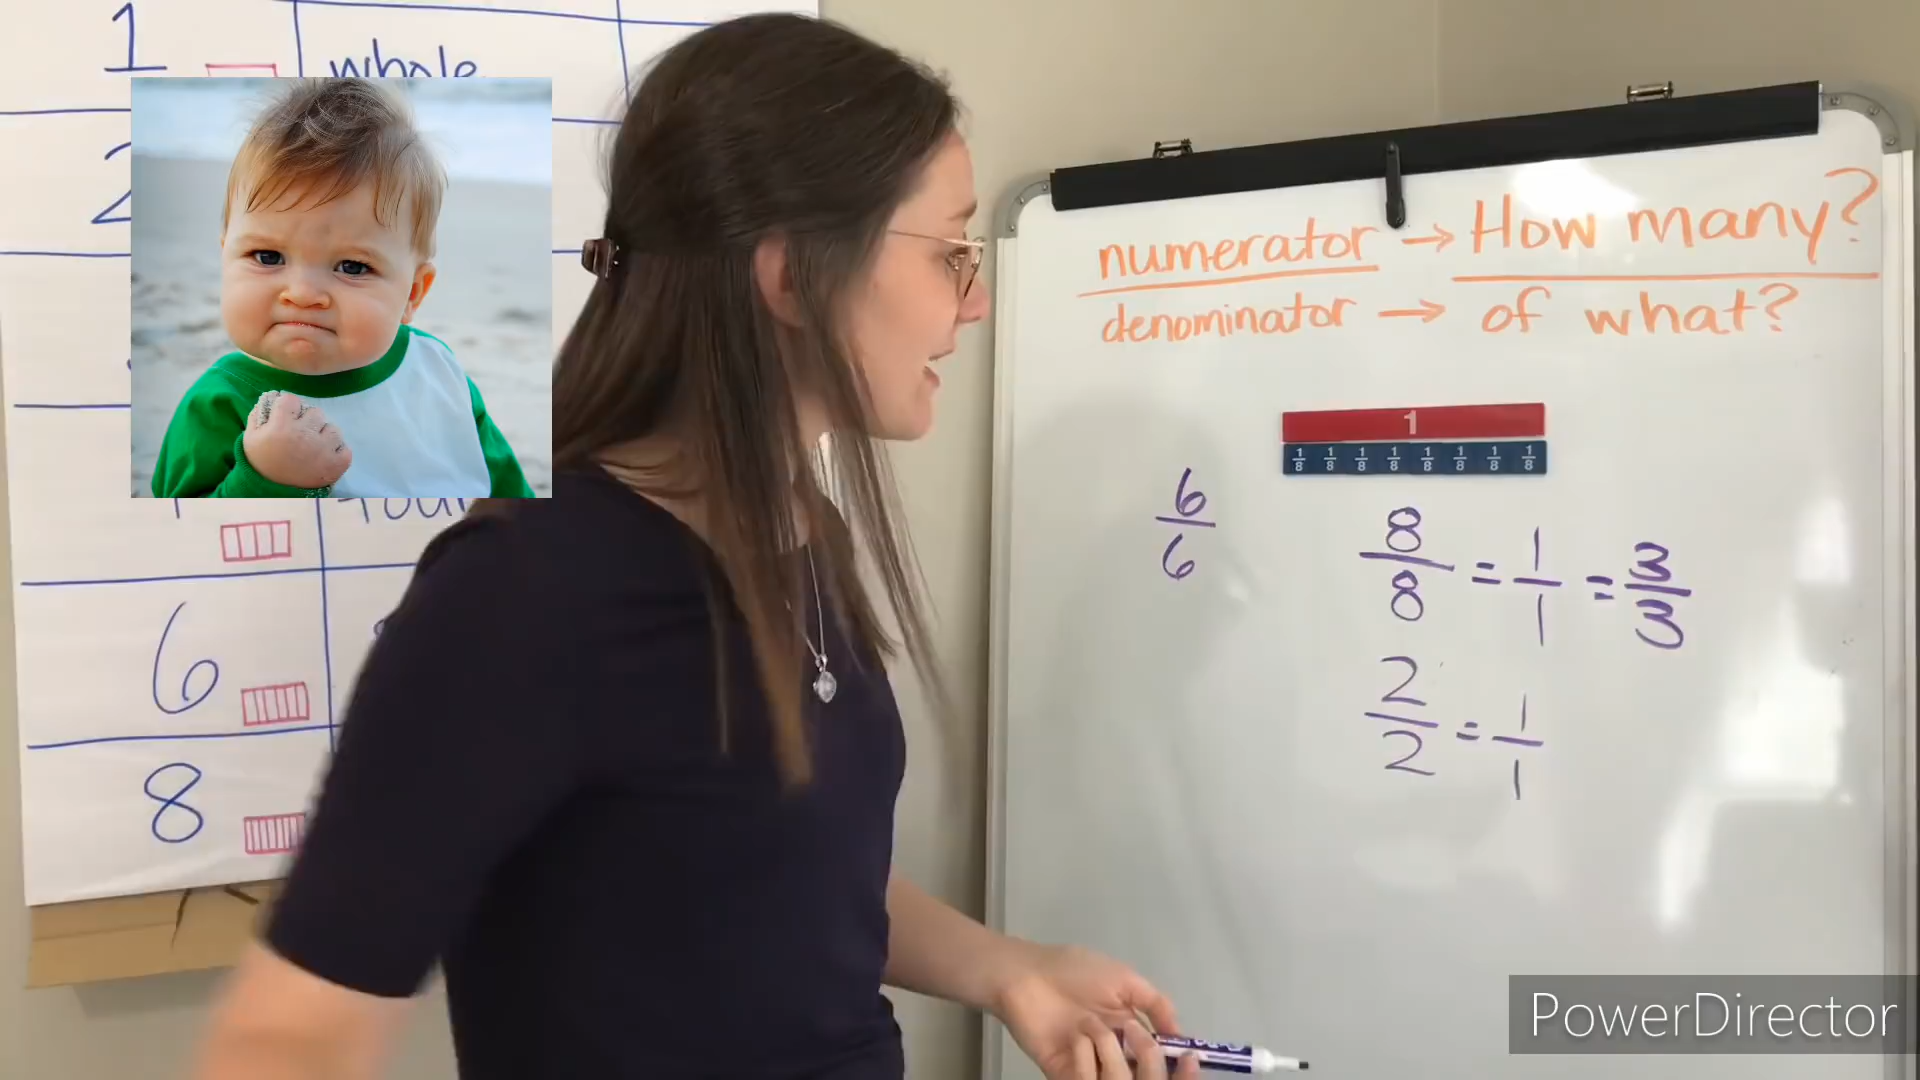 1 whole
2
four
6
8
numerator → How many?
denominator → of what?
1
1/8 1/8 1/8 1/8 1/8 1/8 1/8 1/8
6/6
8/8 = 1/1 = 3/3
2/2 = 1/1
PowerDirector